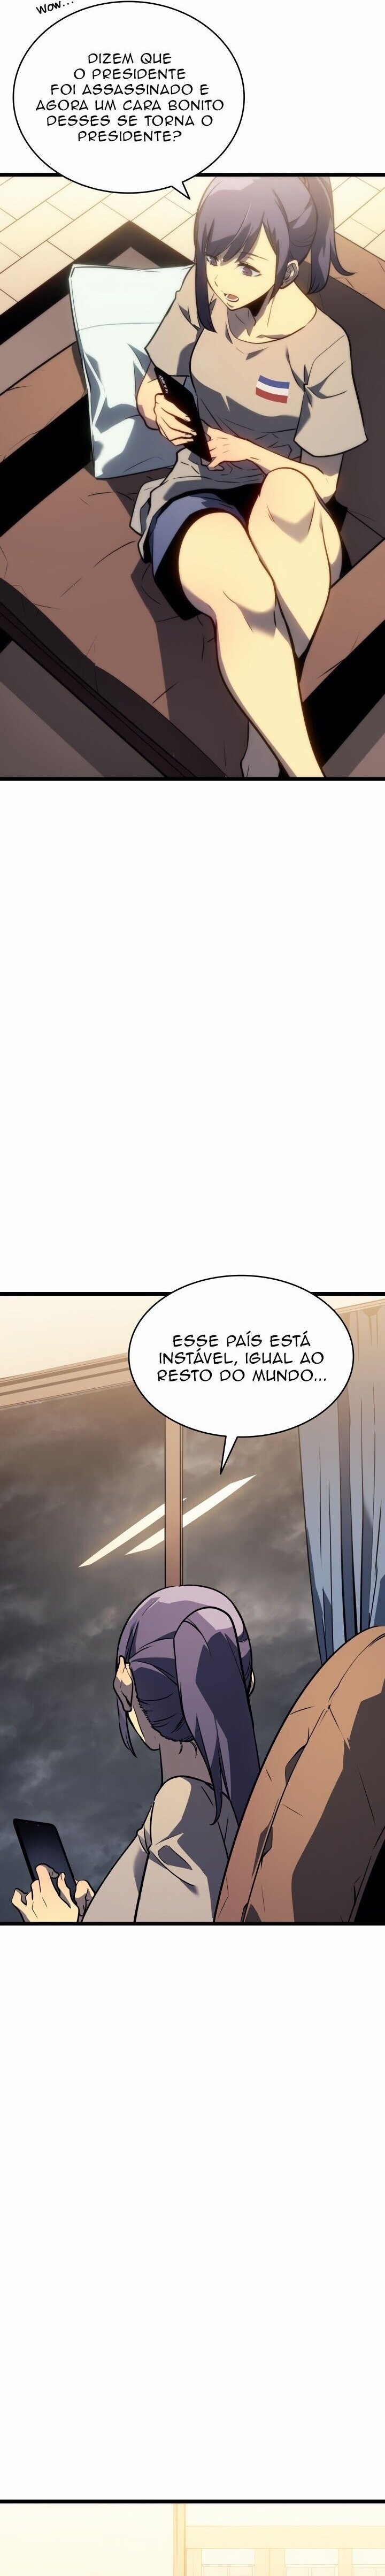 WOW...
DIZEM QUE
O PRESIDENTE
FOI ASSASSINADO E
AGORA UM CARA BONITO
DESSES SE TORNA O
PRESIDENTE?
ESSE PAÍS ESTÁ
INSTÁVEL, IGUAL AO
RESTO DO MUNDO...